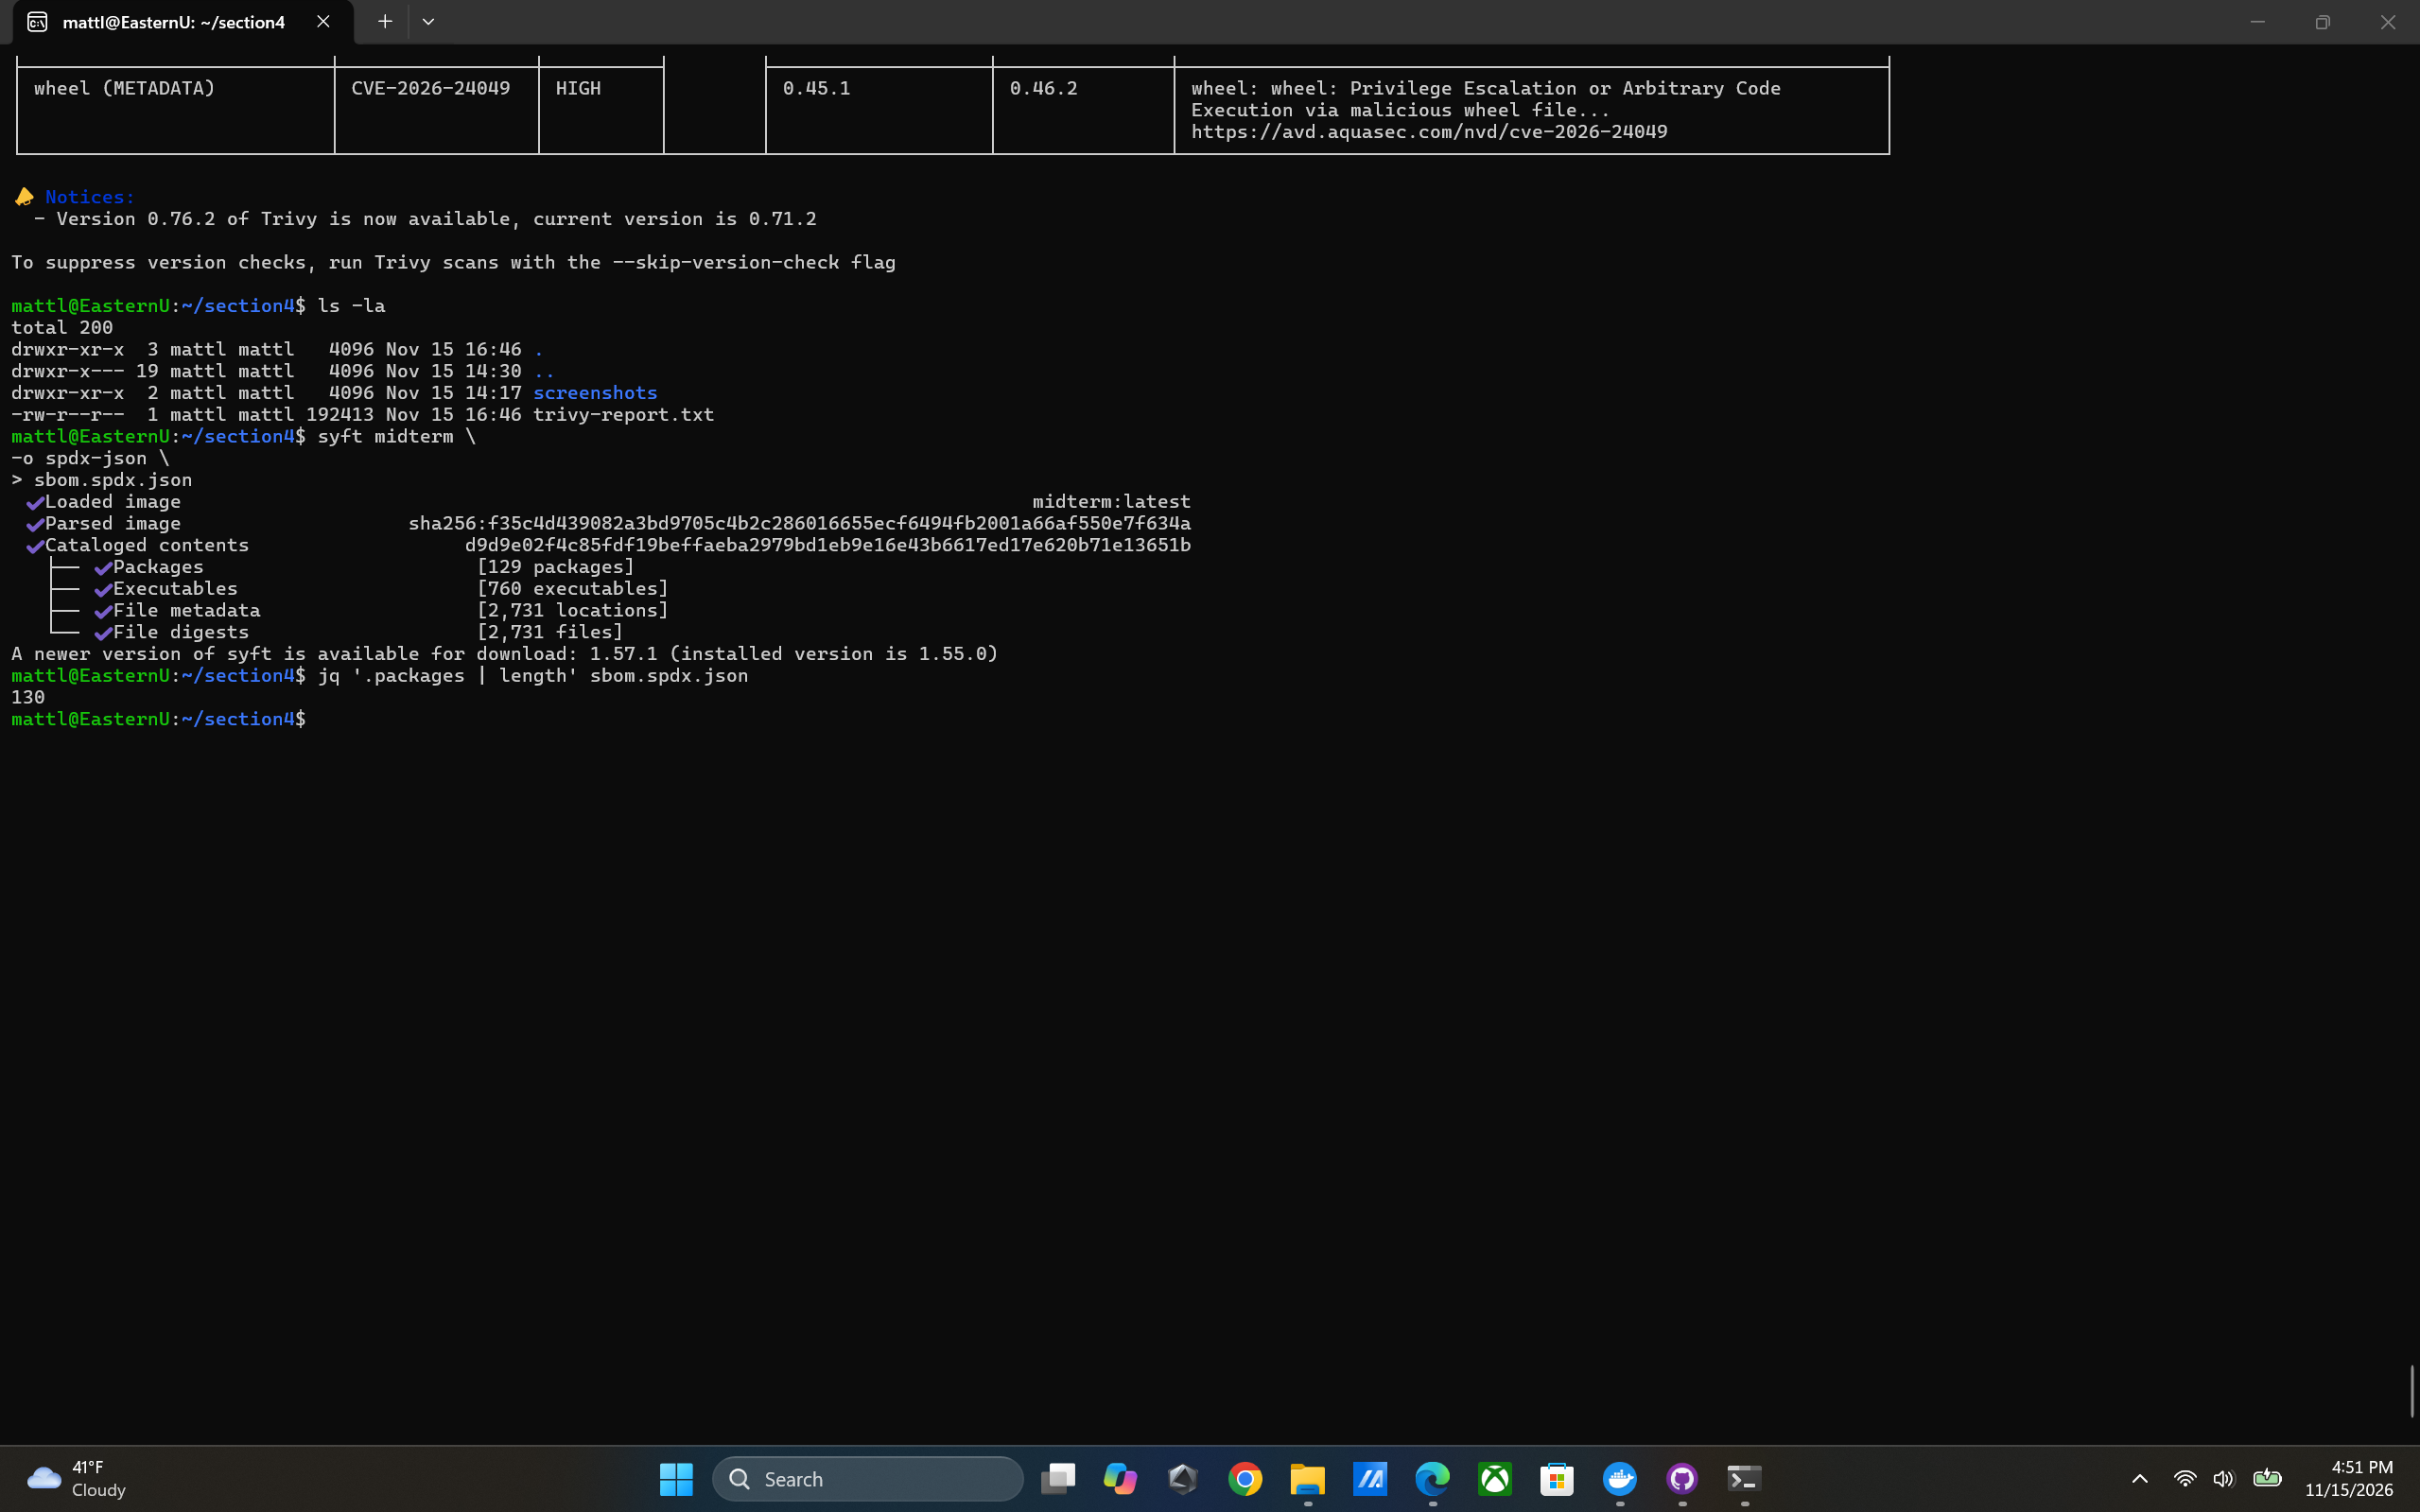 mattl@EasternU: ~/section4
wheel (METADATA) CVE-2026-24049 HIGH 0.45.1 0.46.2 wheel: wheel: Privilege Escalation or Arbitrary Code
Execution via malicious wheel file...
https://avd.aquasec.com/nvd/cve-2026-24049
Notices:
- Version 0.76.2 of Trivy is now available, current version is 0.71.2
To suppress version checks, run Trivy scans with the --skip-version-check flag
mattl@EasternU:~/section4$ ls -la
total 200
drwxr-xr-x 3 mattl mattl 4096 Nov 15 16:46 .
drwxr-x--- 19 mattl mattl 4096 Nov 15 14:30 ..
drwxr-xr-x 2 mattl mattl 4096 Nov 15 14:17 screenshots
-rw-r--r-- 1 mattl mattl 192413 Nov 15 16:46 trivy-report.txt
mattl@EasternU:~/section4$ syft midterm \
-o spdx-json \
> sbom.spdx.json
✔Loaded image midterm:latest
✔Parsed image sha256:f35c4d439082a3bd9705c4b2c286016655ecf6494fb2001a66af550e7f634a
✔Cataloged contents d9d9e02f4c85fdf19beffaeba2979bd1eb9e16e43b6617ed17e620b71e13651b
├── ✔Packages [129 packages]
├── ✔Executables [760 executables]
├── ✔File metadata [2,731 locations]
└── ✔File digests [2,731 files]
A newer version of syft is available for download: 1.57.1 (installed version is 1.55.0)
mattl@EasternU:~/section4$ jq '.packages | length' sbom.spdx.json
130
mattl@EasternU:~/section4$
41°F
Cloudy
Search
4:51 PM
11/15/2026